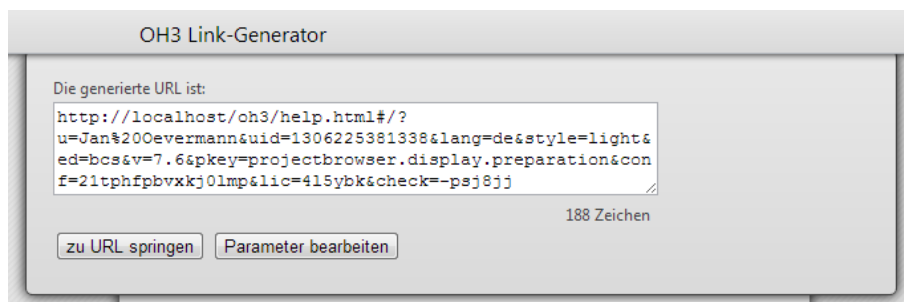 OH3 Link-Generator
Die generierte URL ist:
http://localhost/oh3/help.html#/?
u=Jan%20Oevermann&uid=1306225381338&lang=de&style=light&
ed=bcs&v=7.6&pkey=projectbrowser.display.preparation&con
f=21tphfpbvxkj0lmp&lic=4l5ybk&check=-psj8jj
188 Zeichen
zu URL springen Parameter bearbeiten